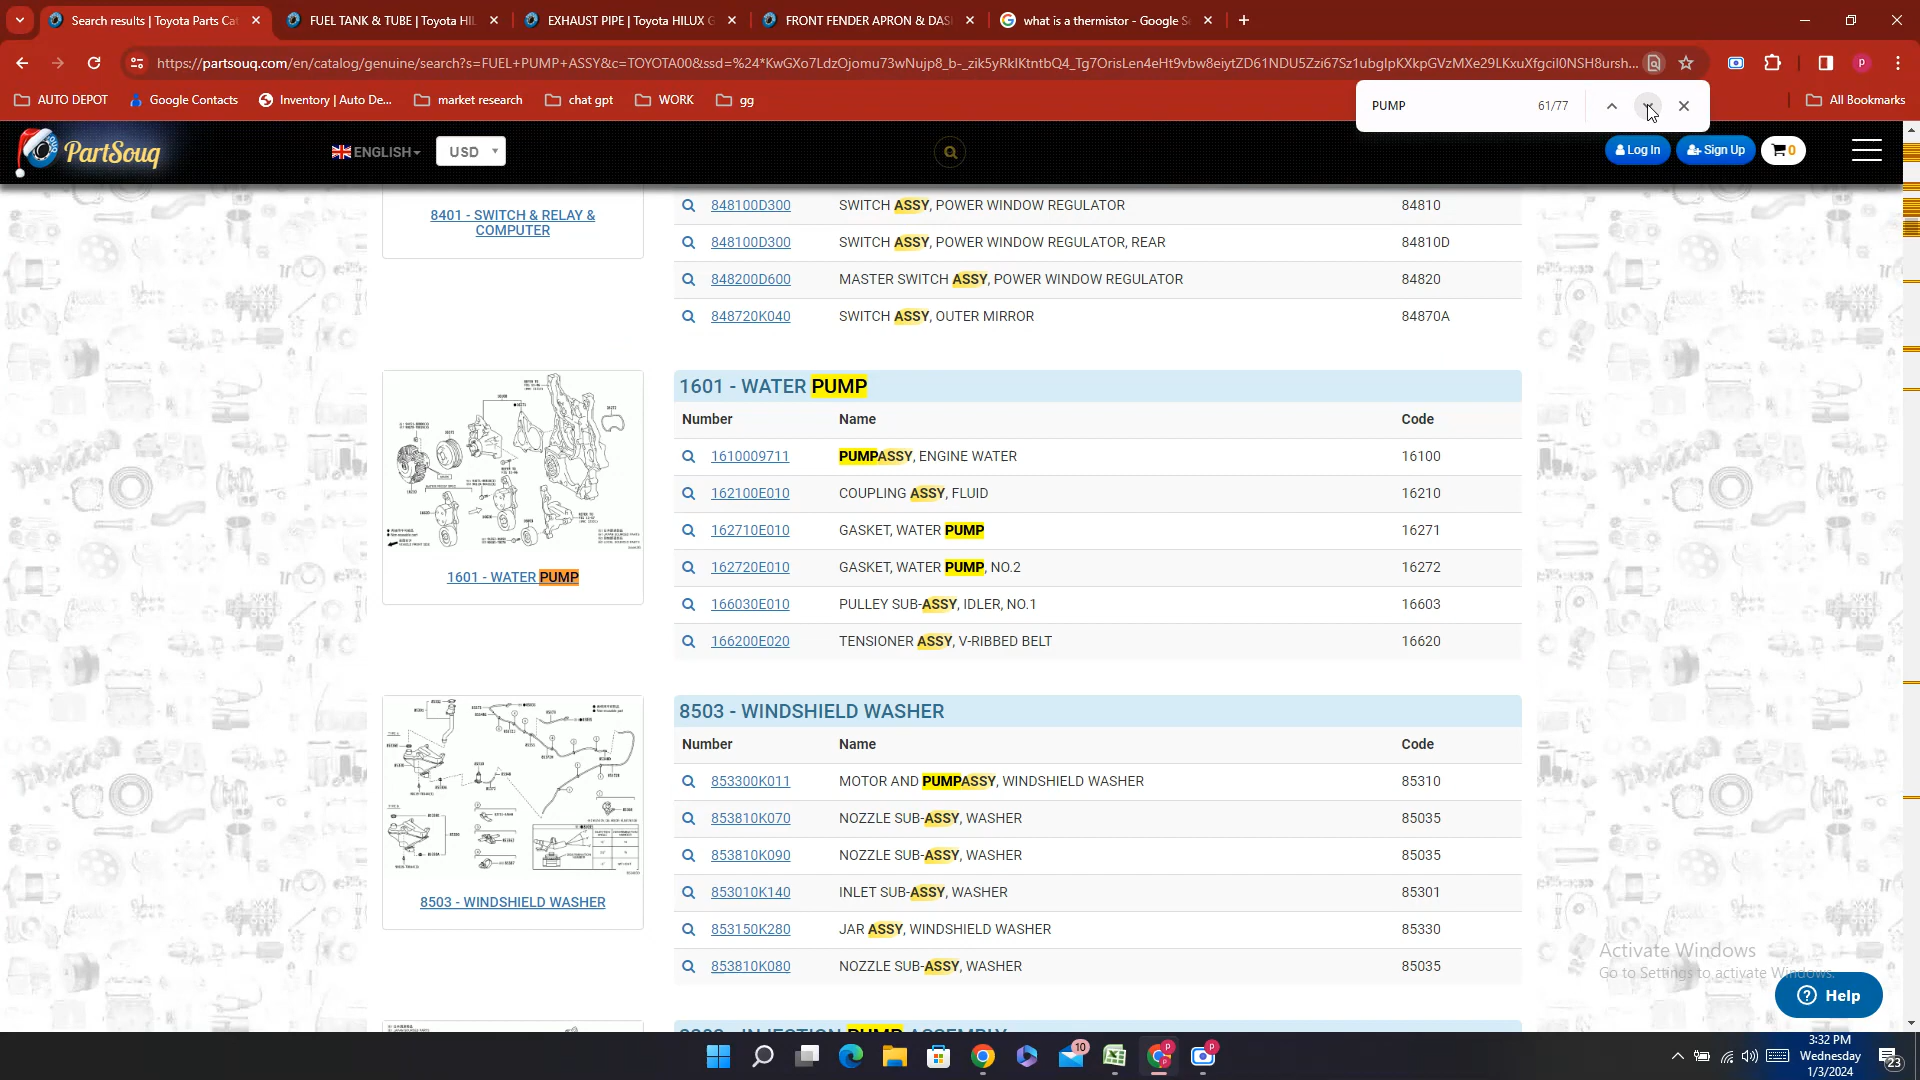 Search results | Toyota Parts Cat
FUEL TANK & TUBE | Toyota HIL
EXHAUST PIPE | Toyota HILUX G
FRONT FENDER APRON & DAS
what is a thermistor - Google Se
https://partsouq.com/en/catalog/genuine/search?s=FUEL+PUMP+ASSY&c=TOYOTA00&ssd=%24*
AUTO DEPOT
Google Contacts
Inventory | Auto De...
market research
chat gpt
WORK
gg
All Bookmarks
PUMP
61/77
PartSouq
ENGLISH
USD
Log In
Sign Up
0
8401 - SWITCH & RELAY &
COMPUTER
848100D300 SWITCH ASSY, POWER WINDOW REGULATOR 84810
848100D300 SWITCH ASSY, POWER WINDOW REGULATOR, REAR 84810D
848200D600 MASTER SWITCH ASSY, POWER WINDOW REGULATOR 84820
848720K040 SWITCH ASSY, OUTER MIRROR 84870A
1601 - WATER PUMP
1601 - WATER PUMP
Number Name Code
1610009711 PUMPASSY, ENGINE WATER 16100
162100E010 COUPLING ASSY, FLUID 16210
162710E010 GASKET, WATER PUMP 16271
162720E010 GASKET, WATER PUMP, NO.2 16272
166030E010 PULLEY SUB-ASSY, IDLER, NO.1 16603
166200E020 TENSIONER ASSY, V-RIBBED BELT 16620
8503 - WINDSHIELD WASHER
8503 - WINDSHIELD WASHER
Number Name Code
853300K011 MOTOR AND PUMPASSY, WINDSHIELD WASHER 85310
853810K070 NOZZLE SUB-ASSY, WASHER 85035
853810K090 NOZZLE SUB-ASSY, WASHER 85035
853010K140 INLET SUB-ASSY, WASHER 85301
853150K280 JAR ASSY, WINDSHIELD WASHER 85330
853810K080 NOZZLE SUB-ASSY, WASHER 85035
Activate Windows
Go to Settings to activate Windows.
Help
10
3:32 PM
Wednesday
1/3/2024
23